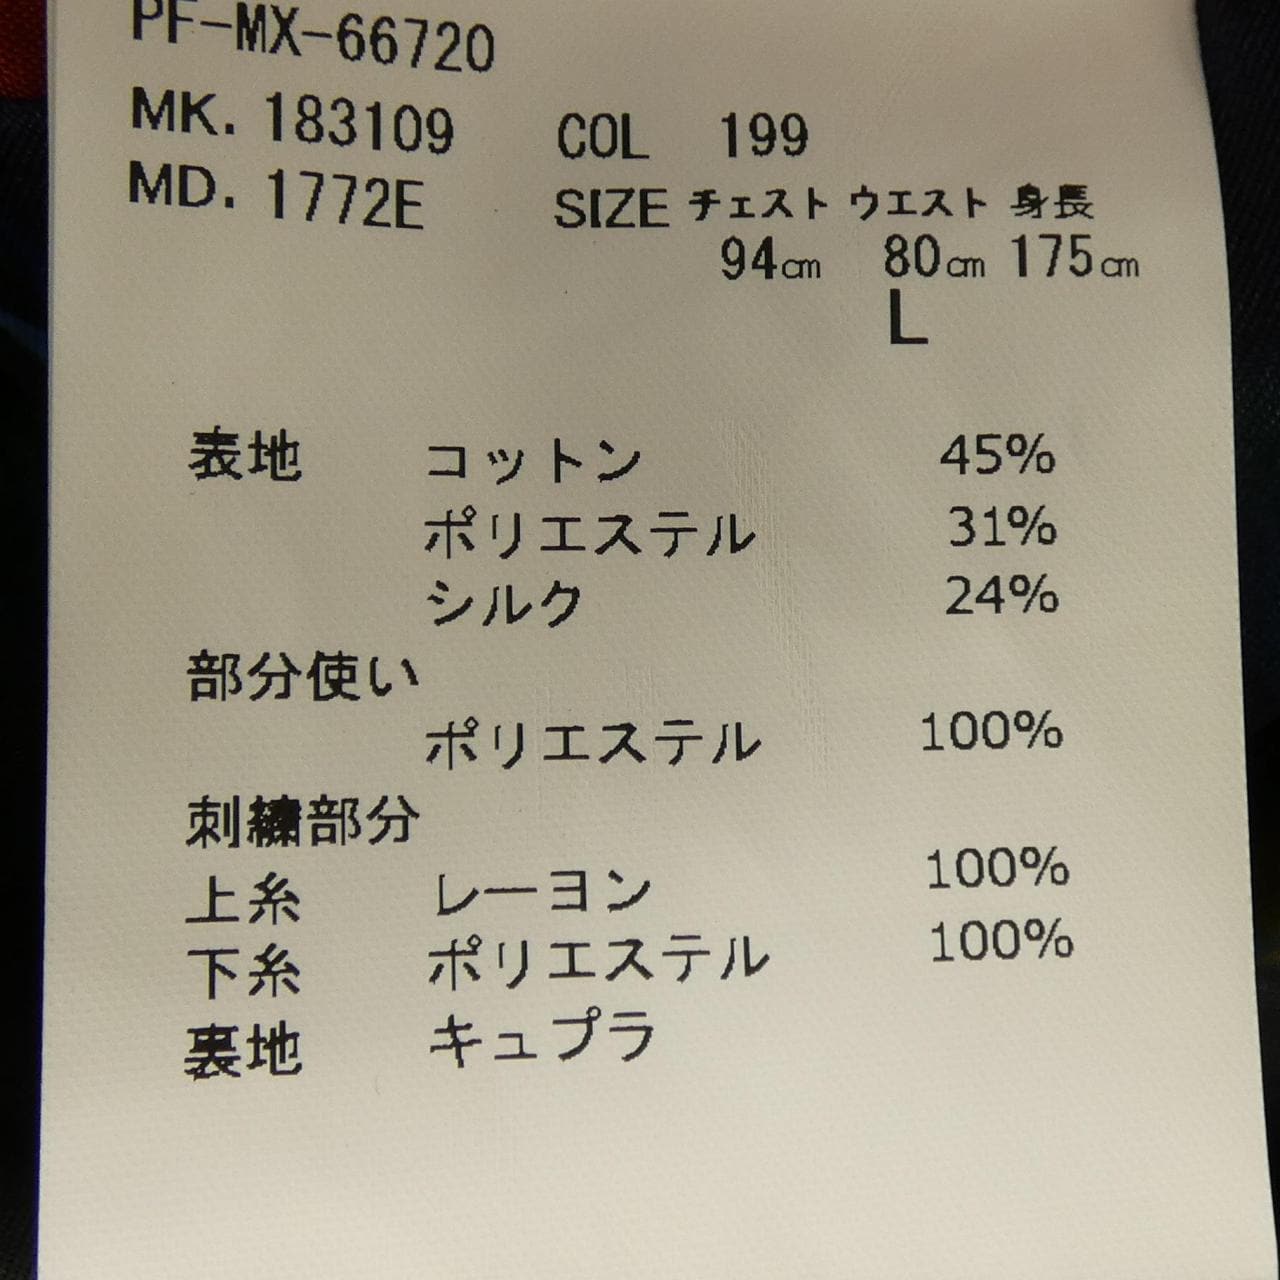 PF-MX-66720
MK. 183109 COL 199
MD. 1772E SIZE チェスト ウエスト 身長
94㎝ 80㎝ 175㎝
L
表地 コットン 45%
ポリエステル 31%
シルク 24%
部分使い
ポリエステル 100%
刺繍部分
上糸 レーヨン 100%
下糸 ポリエステル 100%
裏地 キュプラ